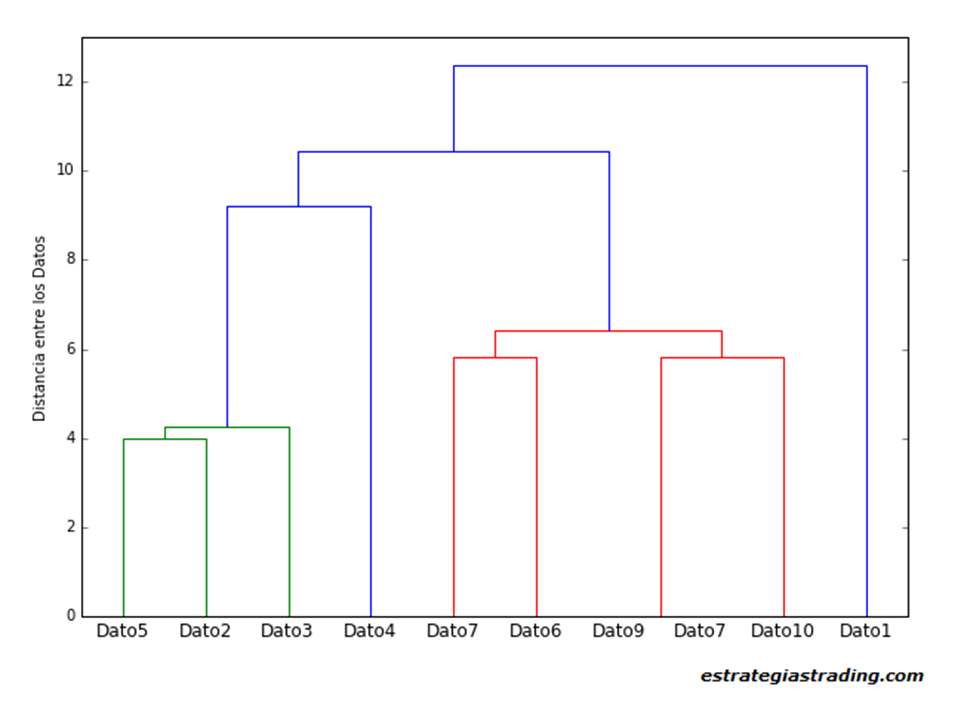 12
10
8
6
4
2
0
Distancia entre los Datos
Dato5 Dato2 Dato3 Dato4 Dato7 Dato6 Dato9 Dato7 Dato10 Dato1
estrategiastrading.com